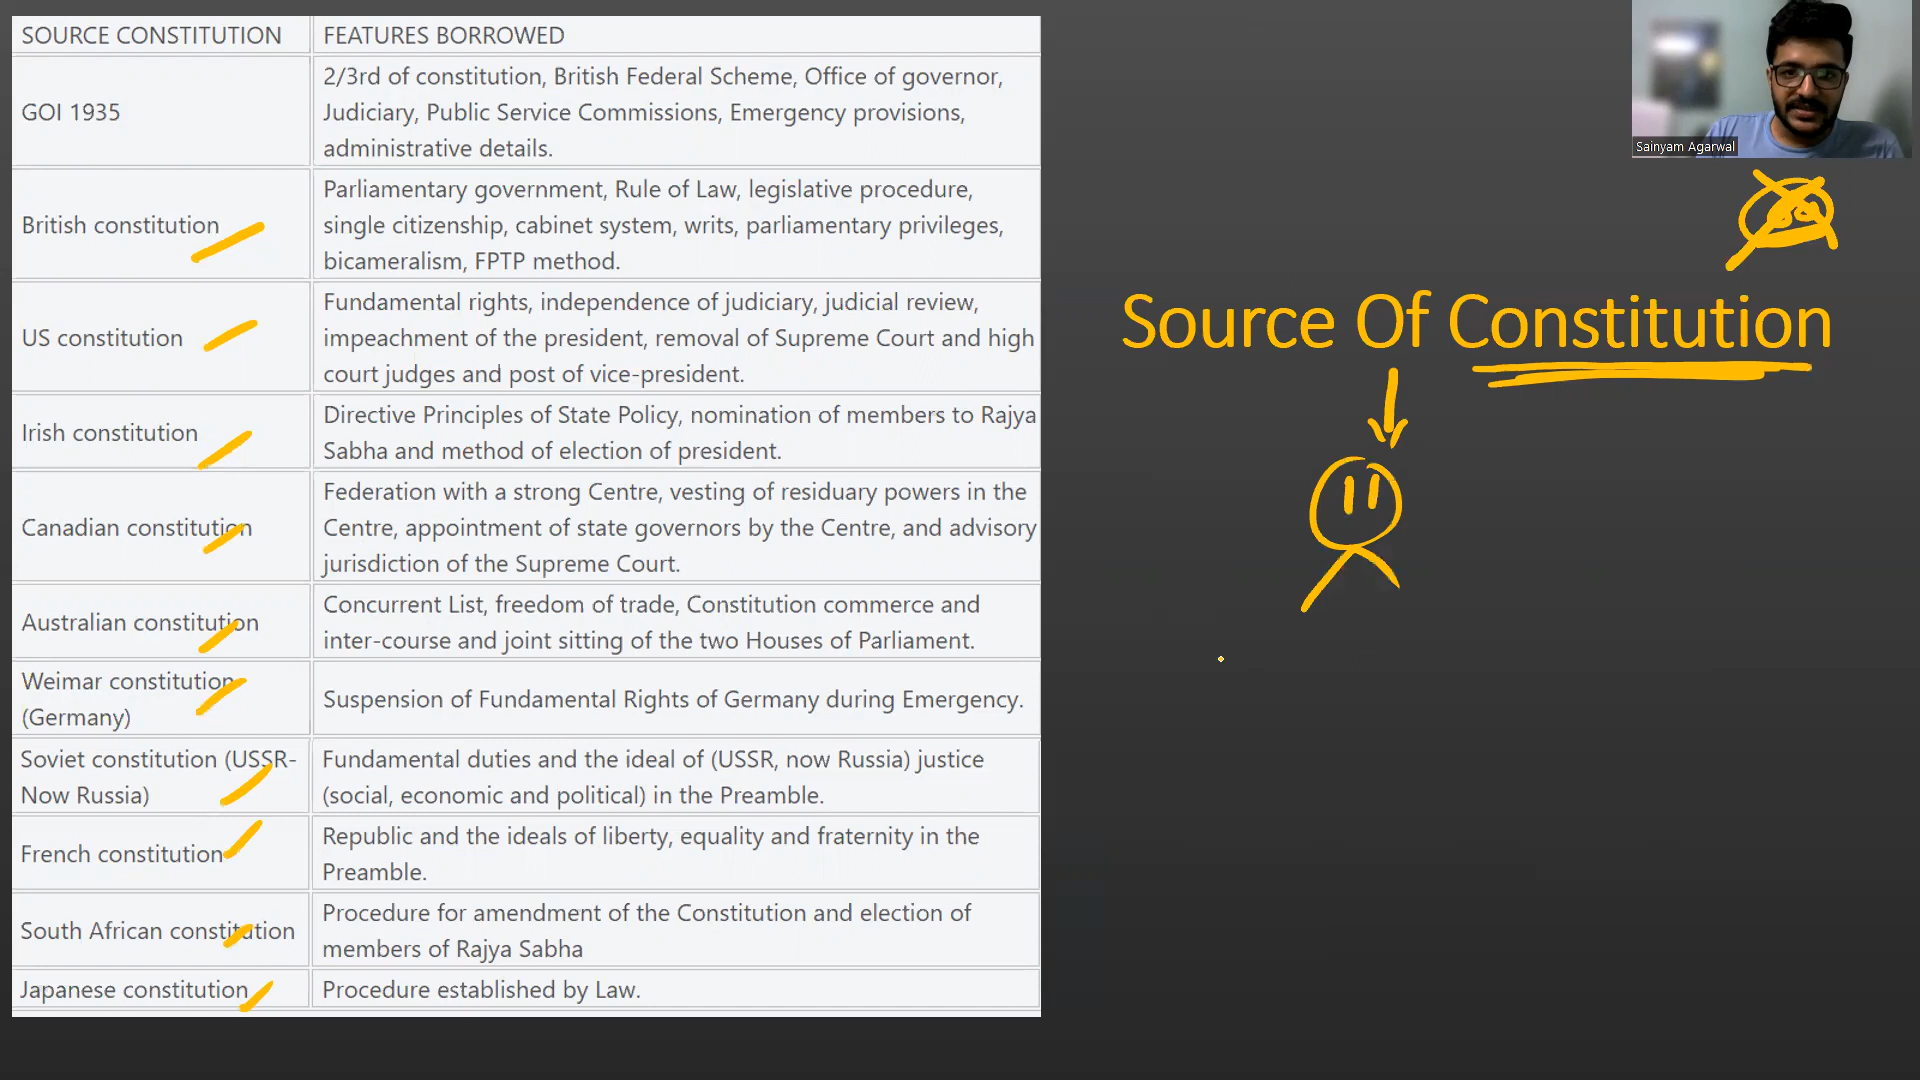 SOURCE CONSTITUTION
FEATURES BORROWED
GOI 1935
2/3rd of constitution, British Federal Scheme, Office of governor,
Judiciary, Public Service Commissions, Emergency provisions,
administrative details.
British constitution
Parliamentary government, Rule of Law, legislative procedure,
single citizenship, cabinet system, writs, parliamentary privileges,
bicameralism, FPTP method.
US constitution
Fundamental rights, independence of judiciary, judicial review,
impeachment of the president, removal of Supreme Court and high
court judges and post of vice-president.
Irish constitution
Directive Principles of State Policy, nomination of members to Rajya
Sabha and method of election of president.
Canadian constitution
Federation with a strong Centre, vesting of residuary powers in the
Centre, appointment of state governors by the Centre, and advisory
jurisdiction of the Supreme Court.
Australian constitution
Concurrent List, freedom of trade, Constitution commerce and
inter-course and joint sitting of the two Houses of Parliament.
Weimar constitution
(Germany)
Suspension of Fundamental Rights of Germany during Emergency.
Soviet constitution (USSR-
Now Russia)
Fundamental duties and the ideal of (USSR, now Russia) justice
(social, economic and political) in the Preamble.
French constitution
Republic and the ideals of liberty, equality and fraternity in the
Preamble.
South African constitution
Procedure for amendment of the Constitution and election of
members of Rajya Sabha
Japanese constitution
Procedure established by Law.
Sainyam Agarwal
Source Of Constitution